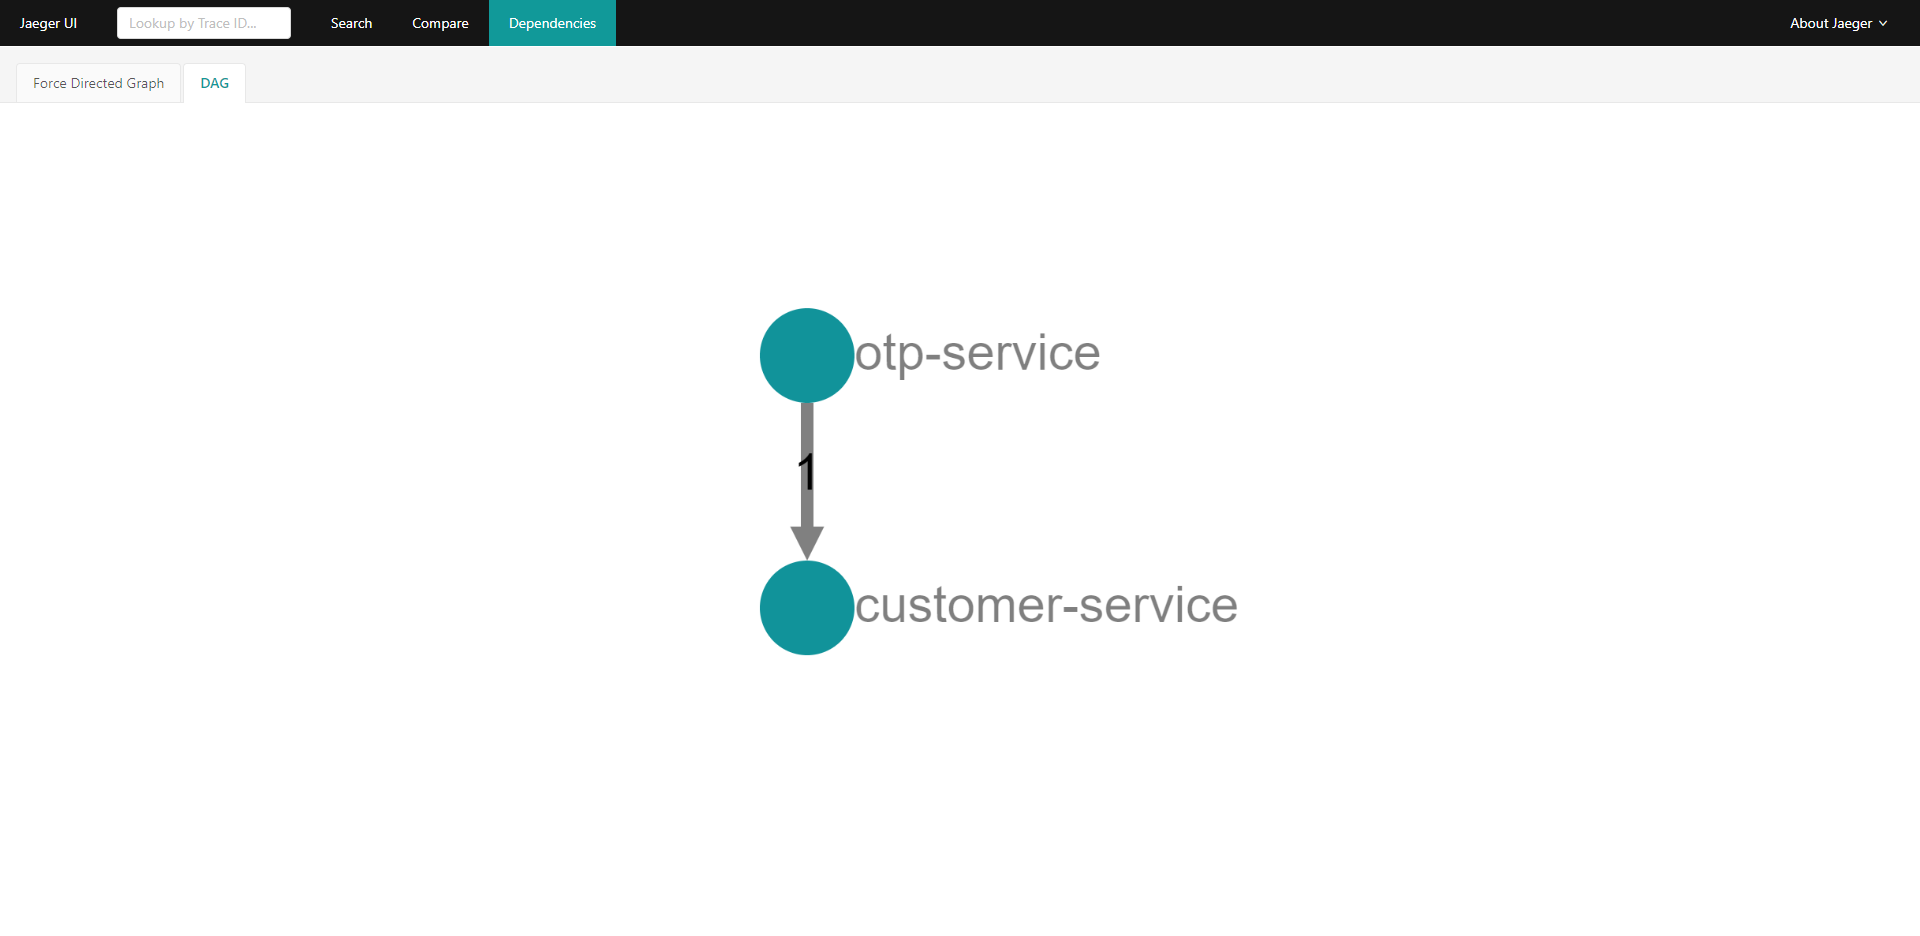 Jaeger UI Lookup by Trace ID... Search Compare Dependencies About Jaeger
Force Directed Graph DAG
otp-service
1
customer-service